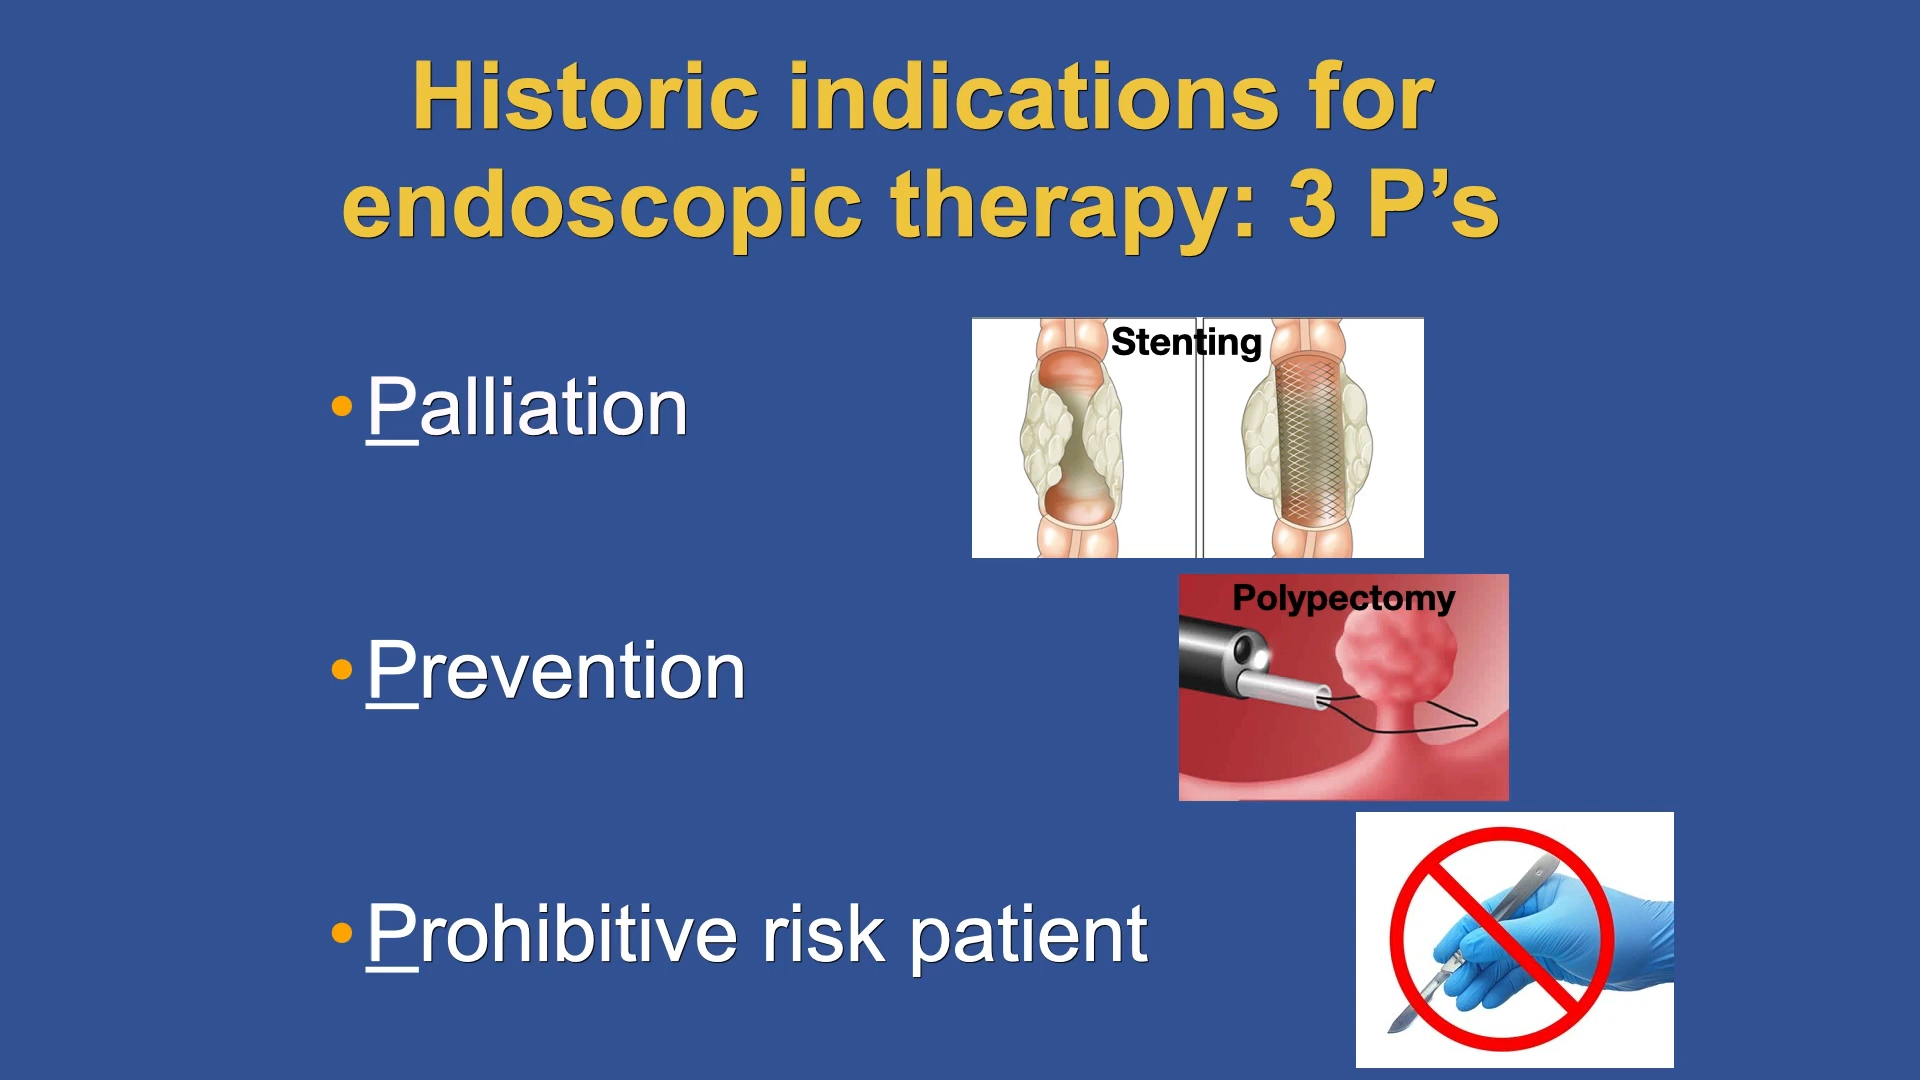 Historic indications for
endoscopic therapy: 3 P’s
Stenting
• Palliation
Polypectomy
• Prevention
• Prohibitive risk patient